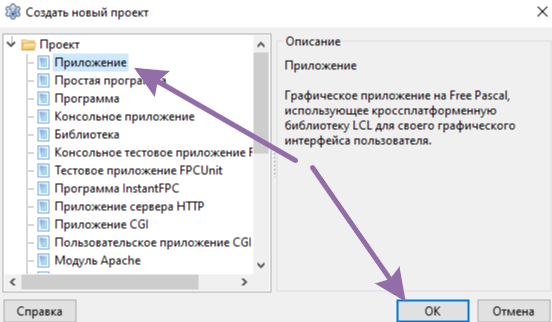 Создать новый проект
Проект
Приложение
Простая программа
Программа
Консольное приложение
Библиотека
Консольное тестовое приложение F
Тестовое приложение FPCUnit
Программа InstantFPC
Приложение сервера HTTP
Приложение CGI
Пользовательское приложение CGI
Модуль Apache
Описание
Приложение
Графическое приложение на Free Pascal,
использующее кроссплатформенную
библиотеку LCL для своего графического
интерфейса пользователя.
Справка
OK
Отмена